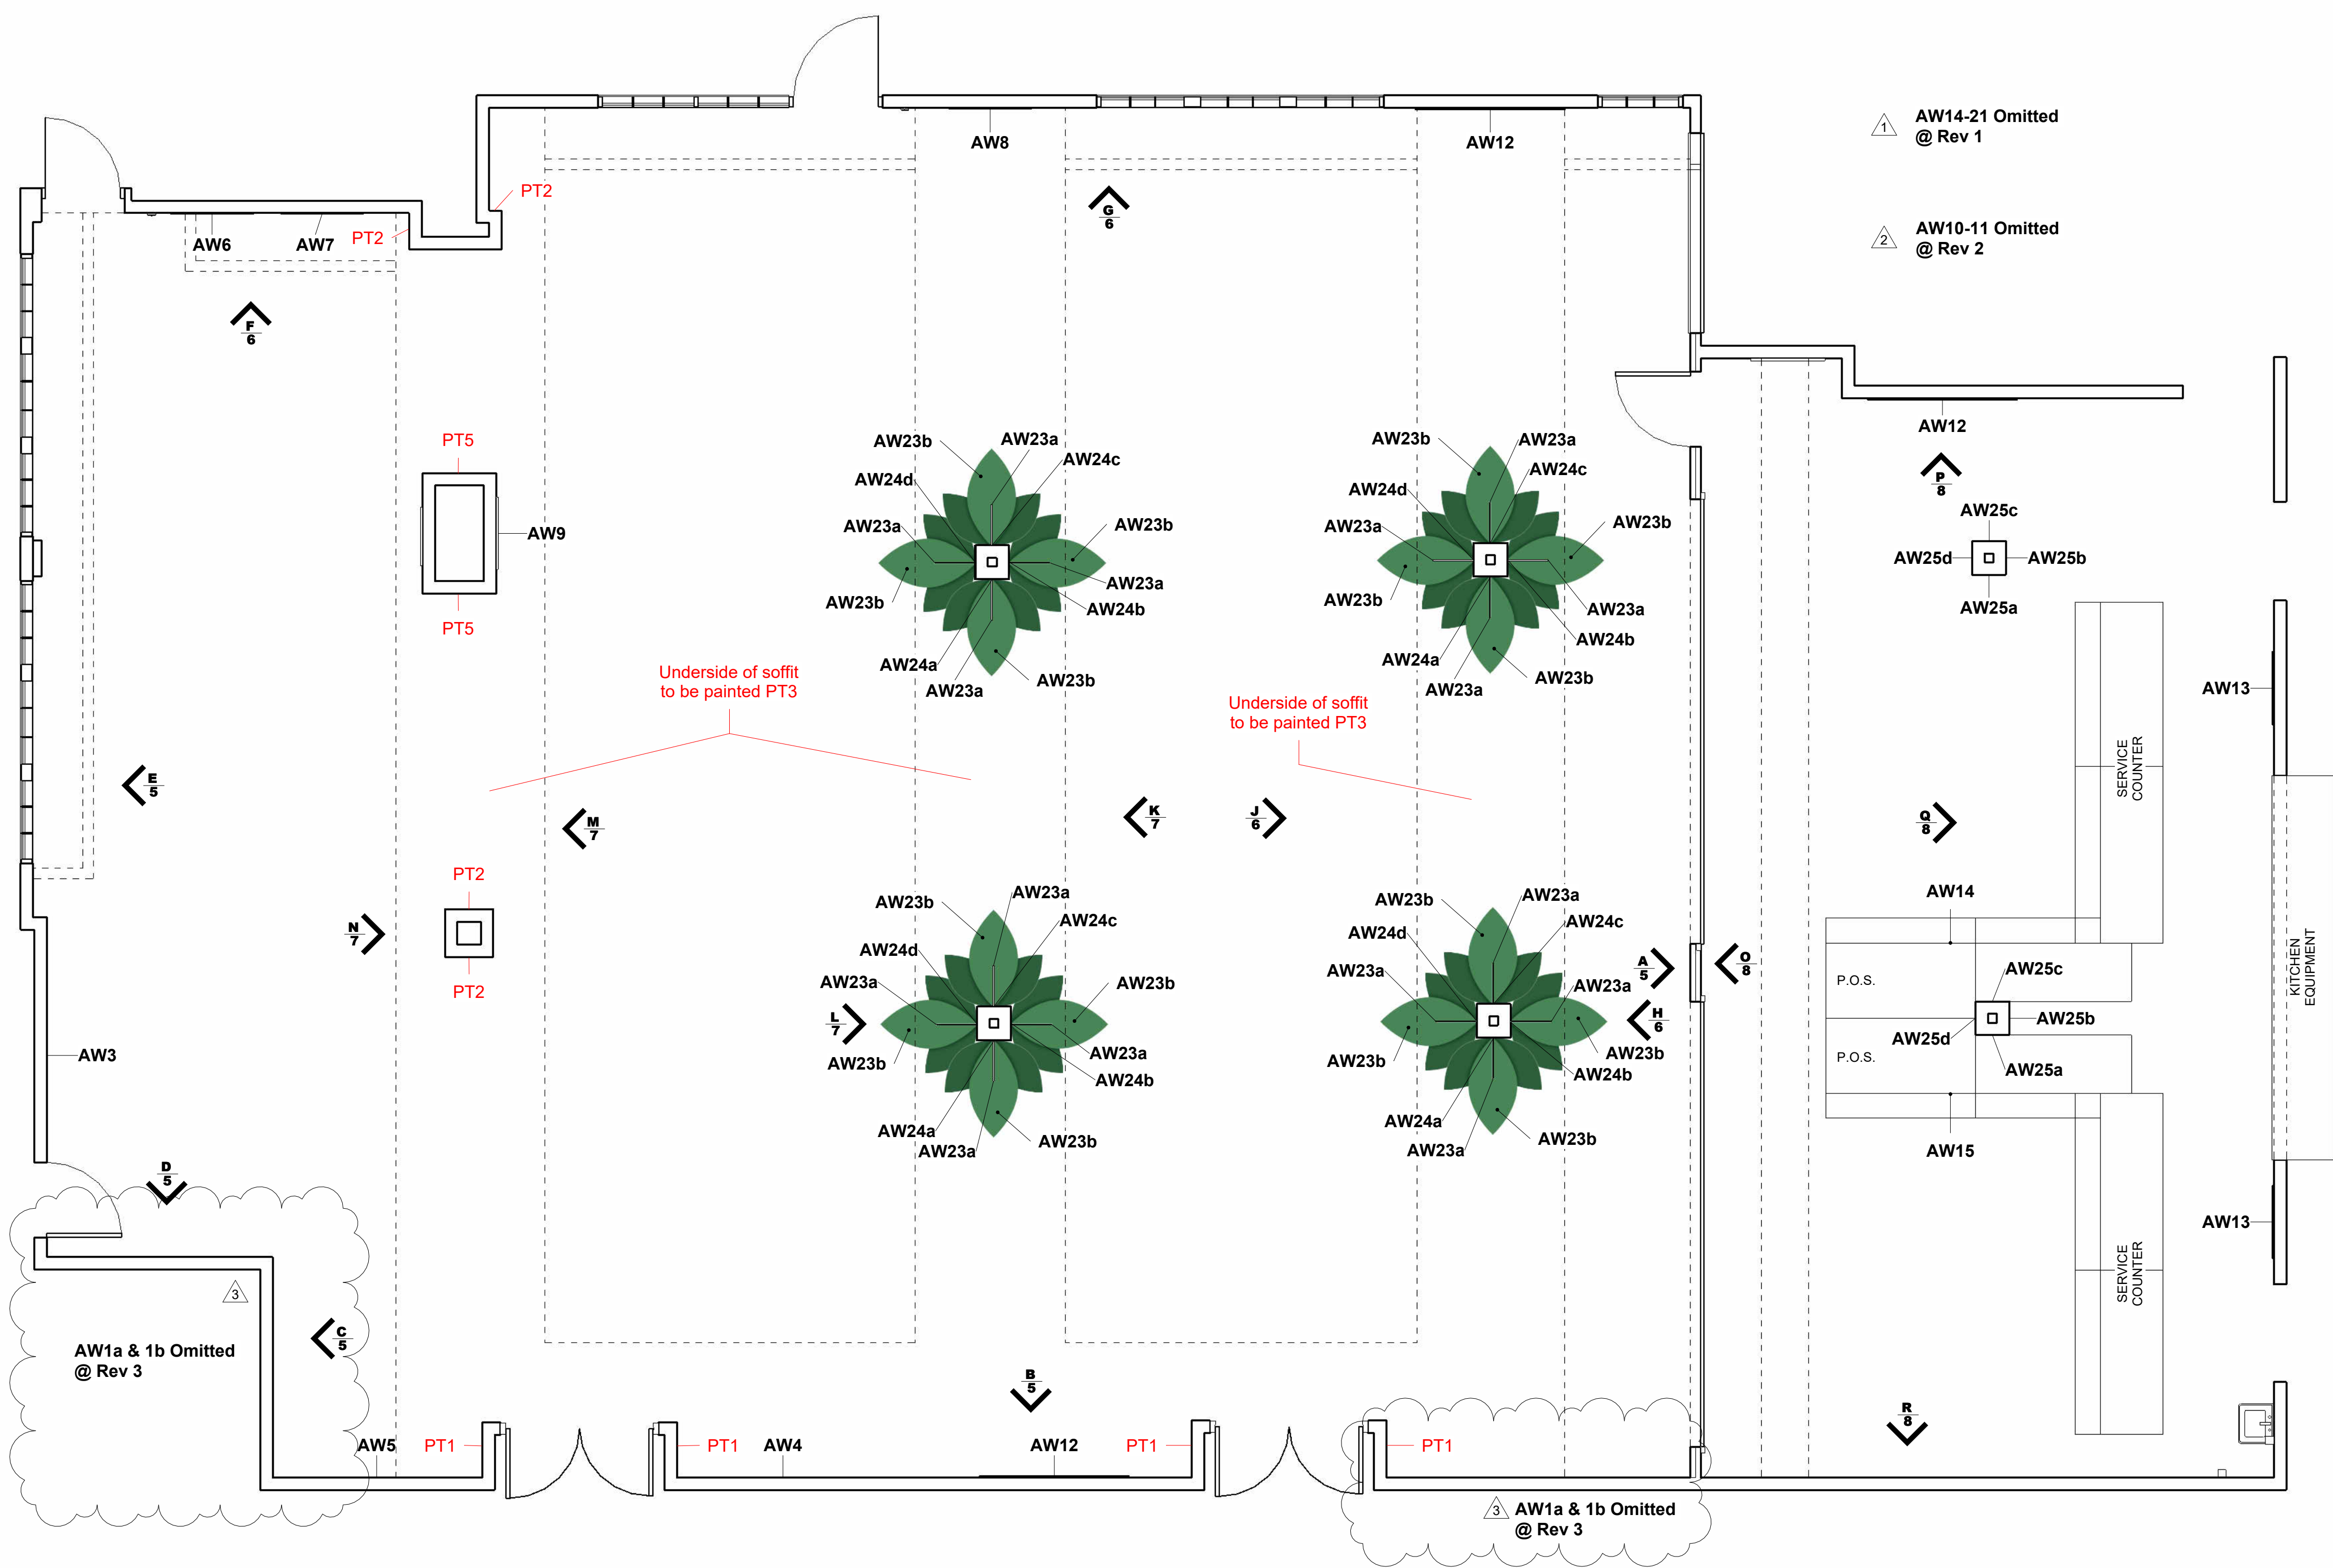 AW14-21 Omitted
@ Rev 1
1
AW10-11 Omitted
@ Rev 2
2
AW8
AW12
PT2
G
6
AW6
AW7
PT2
F
6
AW12
P
8
PT5
AW9
PT5
AW23b
AW23a
AW24c
AW24d
AW23a
AW23b
AW23a
AW24b
AW23b
AW24a
AW23a
AW23b
AW23b
AW23a
AW24c
AW24d
AW23a
AW23b
AW23a
AW24b
AW23b
AW24a
AW23a
AW23b
AW25c
AW25d
AW25b
AW25a
Underside of soffit
to be painted PT3
Underside of soffit
to be painted PT3
AW13
SERVICE
COUNTER
E
5
M
7
K
7
J
6
Q
8
PT2
N
7
PT2
AW23b
AW23a
AW24c
AW24d
AW23a
AW23b
L
7
AW23b
AW23a
AW24b
AW24a
AW23a
AW23b
AW23b
AW23a
AW24c
AW24d
AW23a
AW23a
AW23b
AW23b
AW24b
AW24a
AW23a
AW23b
A
5
H
6
O
8
AW14
P.O.S.
AW25c
AW25b
AW25d
P.O.S.
AW25a
AW15
KITCHEN
EQUIPMENT
AW3
D
5
AW13
SERVICE
COUNTER
3
C
5
AW1a & 1b Omitted
@ Rev 3
B
5
R
8
AW5
PT1
PT1
AW4
AW12
PT1
PT1
3
AW1a & 1b Omitted
@ Rev 3